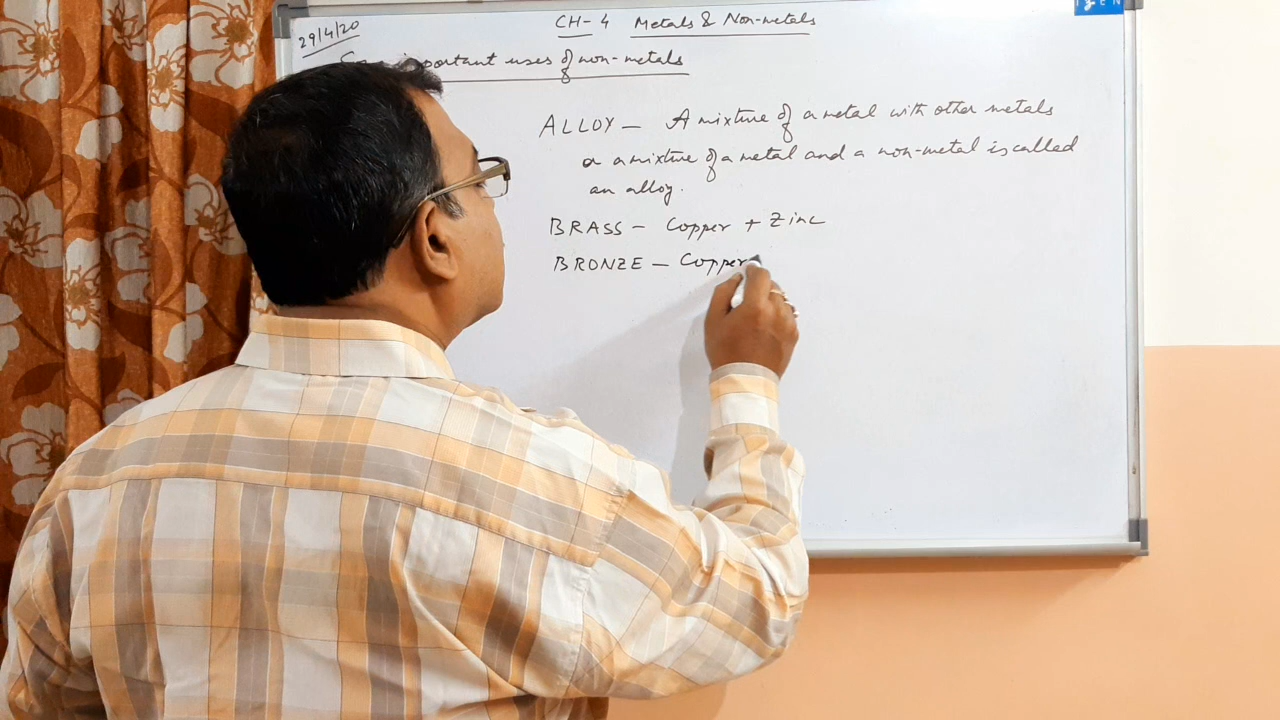 29/4/20
CH-4 Metals & Non-metals
important uses of non-metals
ALLOY — A mixture of a metal with other metals
or a mixture of a metal and a non-metal is called
an alloy.
BRASS — Copper + Zinc
BRONZE — Copper